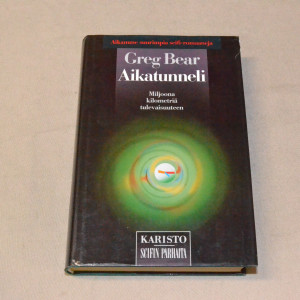 Aikamme suurimpia scifi-romaaneja
Greg Bear
Aikatunneli
Miljoona
kilometriä
tulevaisuuteen
KARISTO
SCIFIN PARHAITA